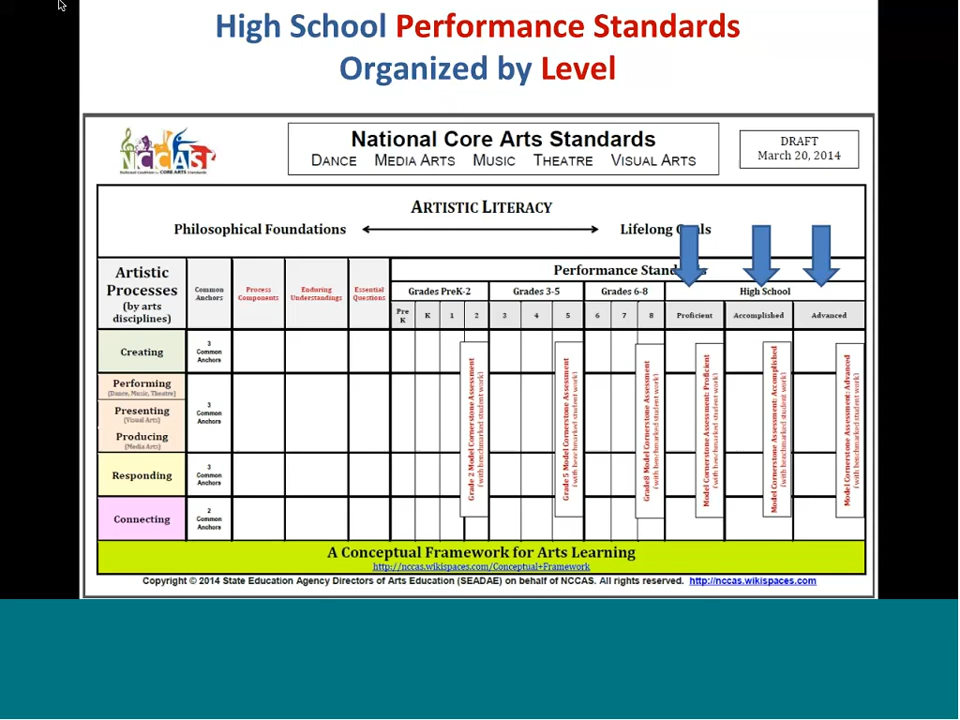 High School Performance Standards
Organized by Level
NCCAS
National Coalition for CORE ARTS Standards
National Core Arts Standards
DANCE MEDIA ARTS MUSIC THEATRE VISUAL ARTS
DRAFT
March 20, 2014
ARTISTIC LITERACY
Philosophical Foundations
Lifelong
Artistic
Processes
(by arts
disciplines)
Common
Anchors
Process
Components
Enduring
Understandings
Essential
Questions
Performance
Grades PreK-2
Grades 3-5
Grades 6-8
High School
Pre
K
K
1
2
3
4
5
6
7
8
Proficient
Accomplished
Advanced
Creating
3
Common
Anchors
Performing
(Dance, Music, Theatre)
Presenting
(Visual Arts)
Producing
(Media Arts)
3
Common
Anchors
Responding
3
Common
Anchors
Connecting
2
Common
Anchors
Grade 2 Model Cornerstone Assessment
(with benchmarked student work)
Grade 5 Model Cornerstone Assessment
(with benchmarked student work)
Grade8 Model Cornerstone Assessment
(with benchmarked student work)
Model Cornerstone Assessment: Proficient
(with benchmarked student work)
Model Cornerstone Assessment: Accomplished
(with benchmarked student work)
Model Cornerstone Assessment: Advanced
(with benchmarked student work)
A Conceptual Framework for Arts Learning
http://nccas.wikispaces.com/Conceptual+Framework
Copyright © 2014 State Education Agency Directors of Arts Education (SEADAE) on behalf of NCCAS. All rights reserved. http://nccas.wikispaces.com